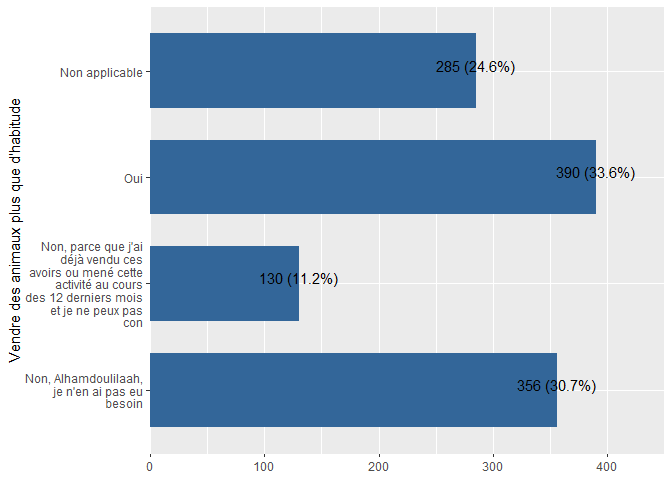 Vendre des animaux plus que d'habitude
Non applicable
285 (24.6%)
Oui
390 (33.6%)
Non, parce que j'ai
déjà vendu ces
avoirs ou mené cette
activité au cours
des 12 derniers mois
et je ne peux pas
con
130 (11.2%)
Non, Alhamdoulilaah,
je n'en ai pas eu
besoin
356 (30.7%)
0 100 200 300 400